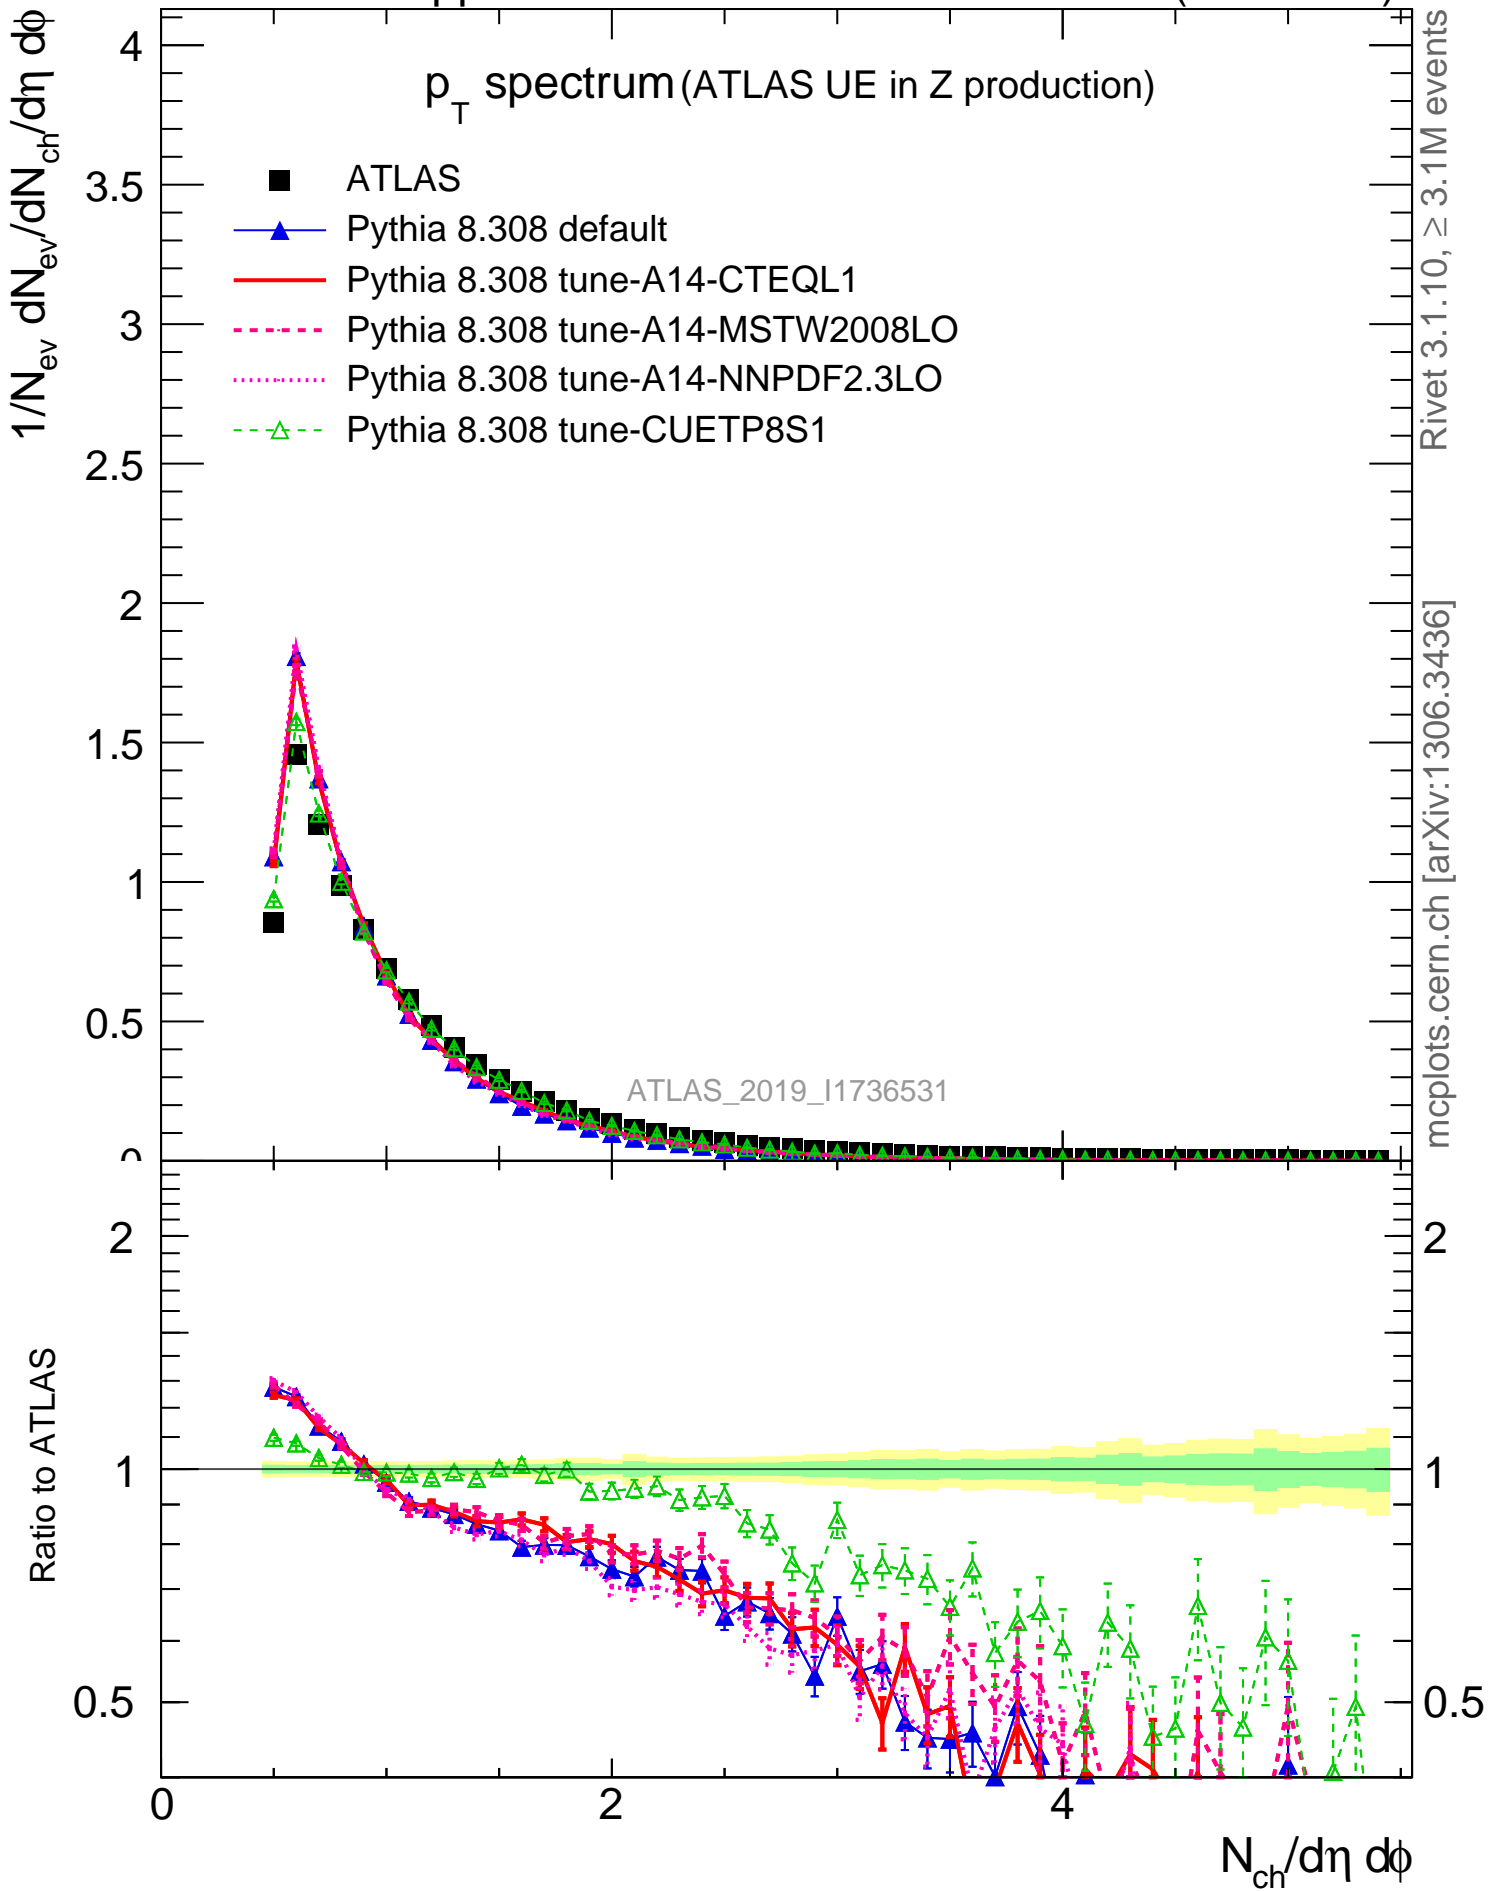 pp
p_T spectrum (ATLAS UE in Z production)
1/N_ev dN_ev/dN_ch/dη dϕ
ATLAS
Pythia 8.308 default
Pythia 8.308 tune-A14-CTEQL1
Pythia 8.308 tune-A14-MSTW2008LO
Pythia 8.308 tune-A14-NNPDF2.3LO
Pythia 8.308 tune-CUETP8S1
4
3.5
3
2.5
2
1.5
1
0.5
0
ATLAS_2019_I1736531
Rivet 3.1.10, ≥ 3.1M events
mcplots.cern.ch [arXiv:1306.3436]
Ratio to ATLAS
2
1
0.5
2
1
0.5
0
2
4
N_ch/dη dϕ